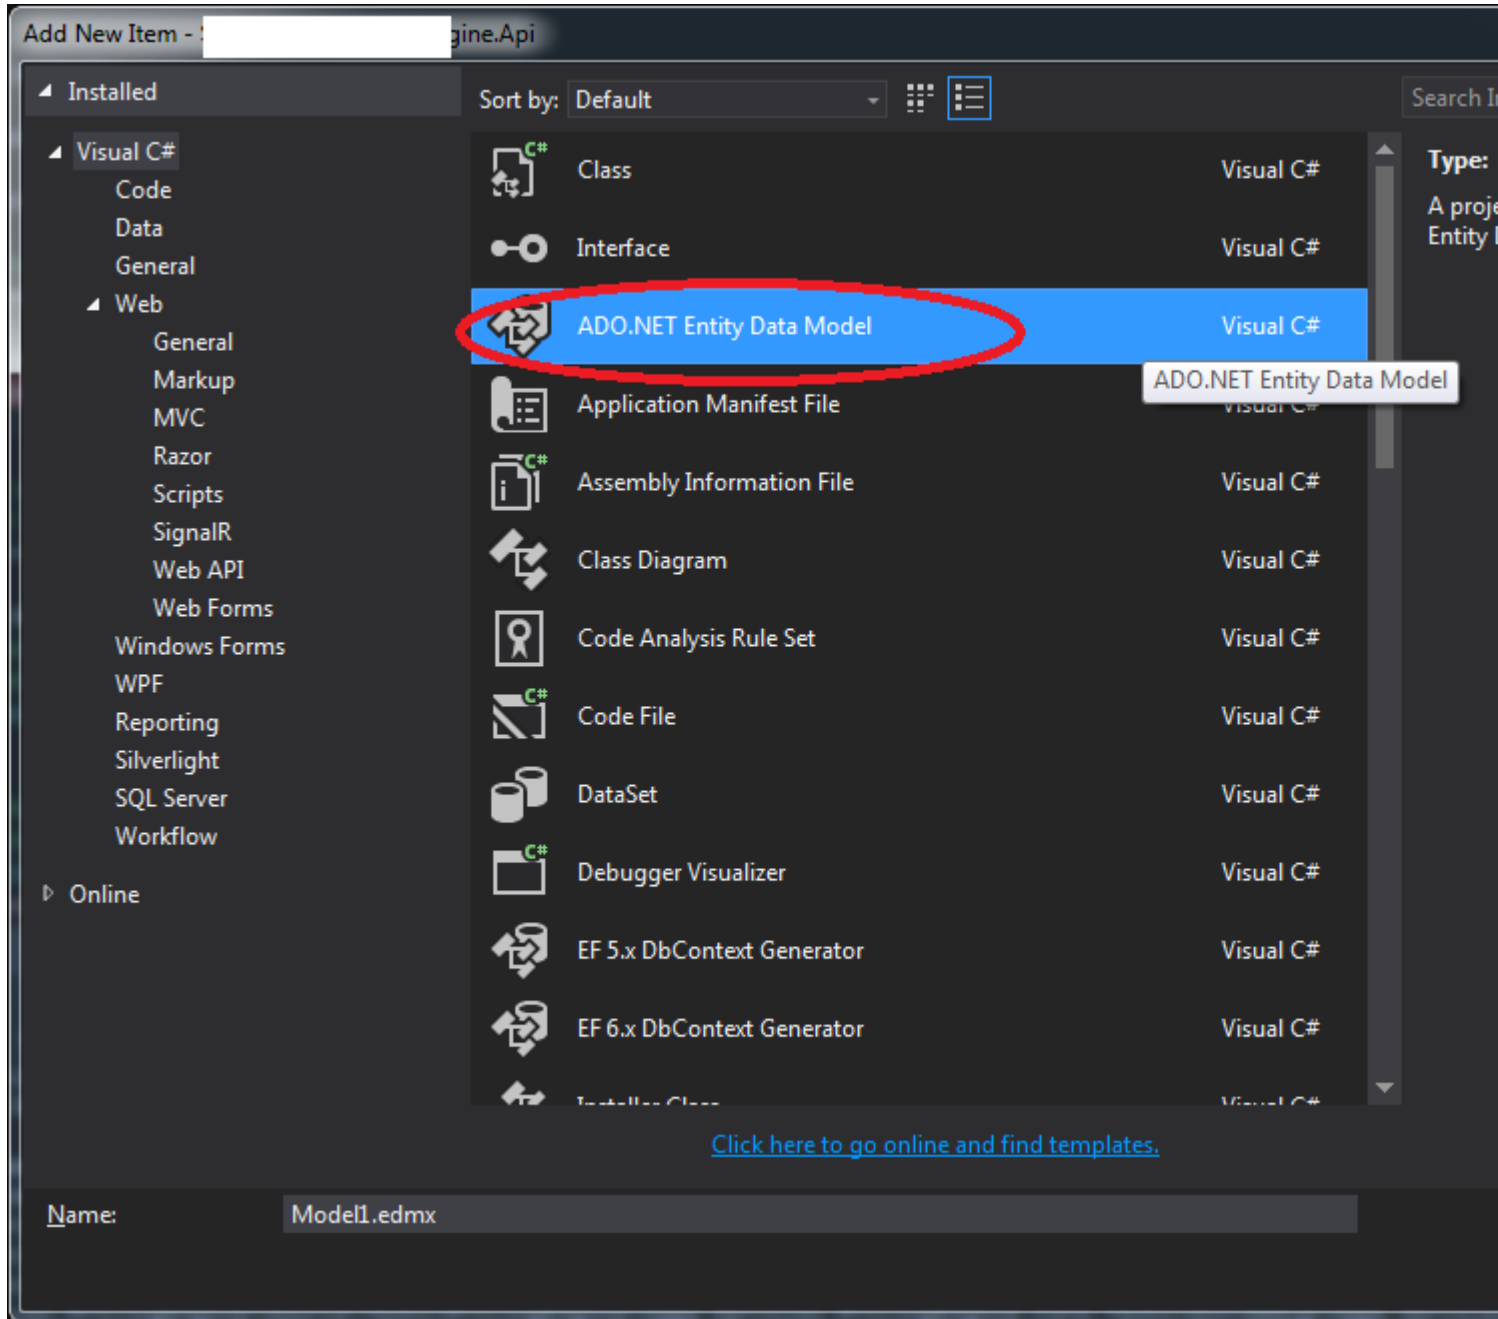 Add New Item - gine.Api
Installed
Sort by: Default
Search I
Visual C#
Code
Data
General
Web
General
Markup
MVC
Razor
Scripts
SignalR
Web API
Web Forms
Windows Forms
WPF
Reporting
Silverlight
SQL Server
Workflow
Online
C# Class Visual C#
Interface Visual C#
ADO.NET Entity Data Model Visual C#
ADO.NET Entity Data Model
Application Manifest File Visual C#
C# Assembly Information File Visual C#
Class Diagram Visual C#
Code Analysis Rule Set Visual C#
C# Code File Visual C#
DataSet Visual C#
C# Debugger Visualizer Visual C#
EF 5.x DbContext Generator Visual C#
EF 6.x DbContext Generator Visual C#
Installer Class Visual C#
Type:
A proje
Entity
Click here to go online and find templates.
Name: Model1.edmx